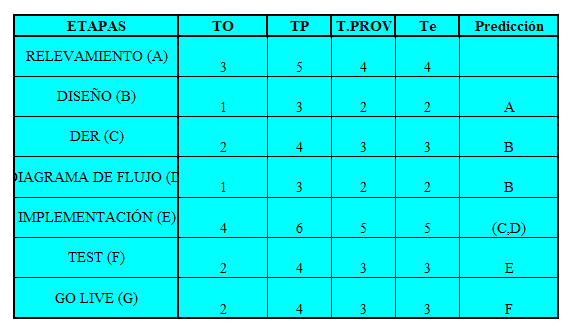 ETAPAS TO TP T.PROV Te Predicción
RELEVAMIENTO (A) 3 5 4 4
DISEÑO (B) 1 3 2 2 A
DER (C) 2 4 3 3 B
DIAGRAMA DE FLUJO (D 1 3 2 2 B
IMPLEMENTACIÓN (E) 4 6 5 5 (C,D)
TEST (F) 2 4 3 3 E
GO LIVE (G) 2 4 3 3 F